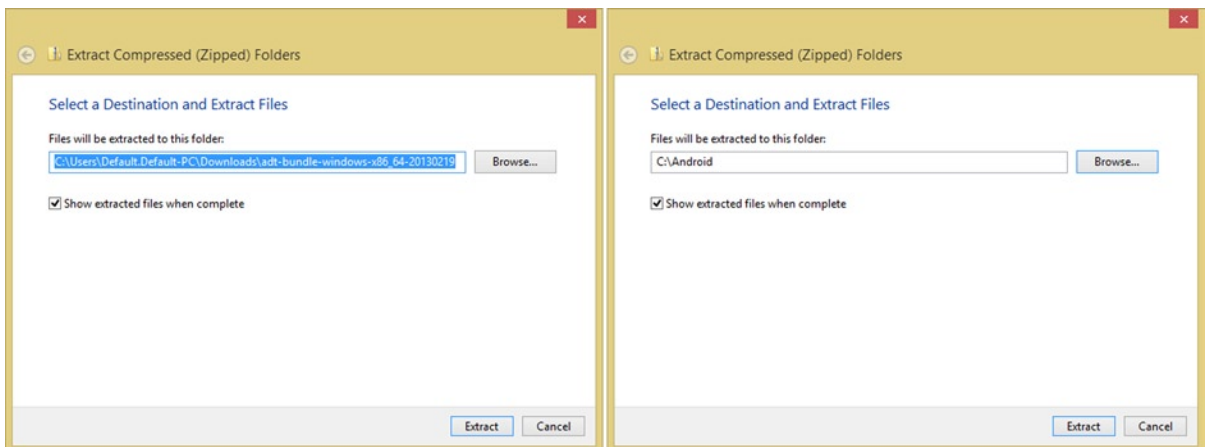 Extract Compressed (Zipped) Folders
Select a Destination and Extract Files
Files will be extracted to this folder:
C:\Users\Default.Default-PC\Downloads\adt-bundle-windows-x86_64-20130219
Browse...
Show extracted files when complete
Extract
Cancel
Extract Compressed (Zipped) Folders
Select a Destination and Extract Files
Files will be extracted to this folder:
C:\Android
Browse...
Show extracted files when complete
Extract
Cancel